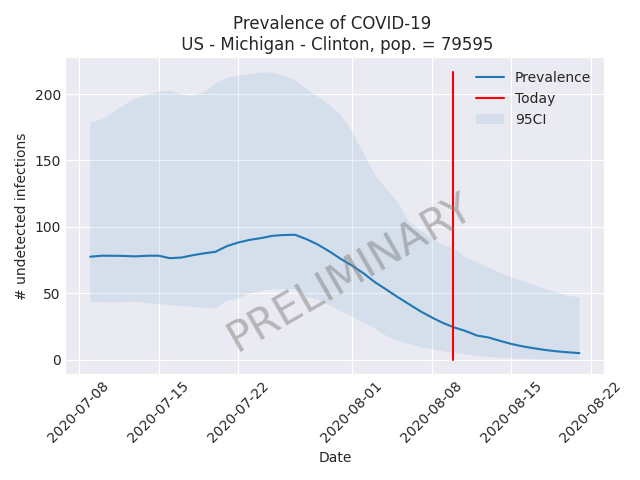 Prevalence of COVID-19
US - Michigan - Clinton, pop. = 79595
Prevalence
Today
95CI
200
150
100
50
0
# undetected infections
PRELIMINARY
2020-07-08
2020-07-15
2020-07-22
2020-08-01
2020-08-08
2020-08-15
2020-08-22
Date